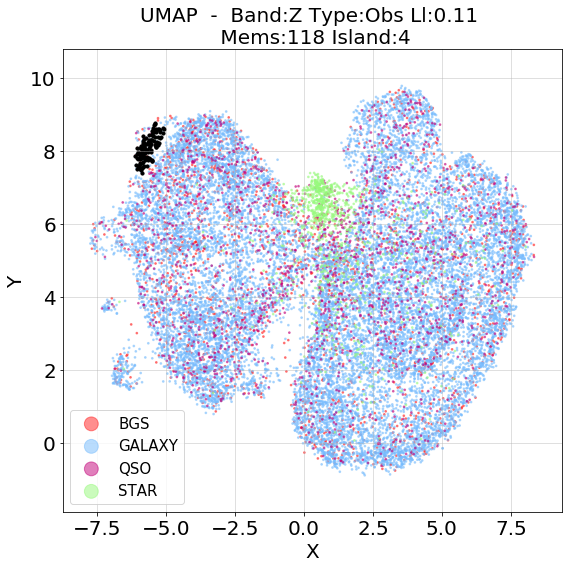 UMAP - Band:Z Type:Obs Ll:0.11
Mems:118 Island:4
Y
10
8
6
4
2
0
BGS
GALAXY
QSO
STAR
−7.5 −5.0 −2.5 0.0 2.5 5.0 7.5
X